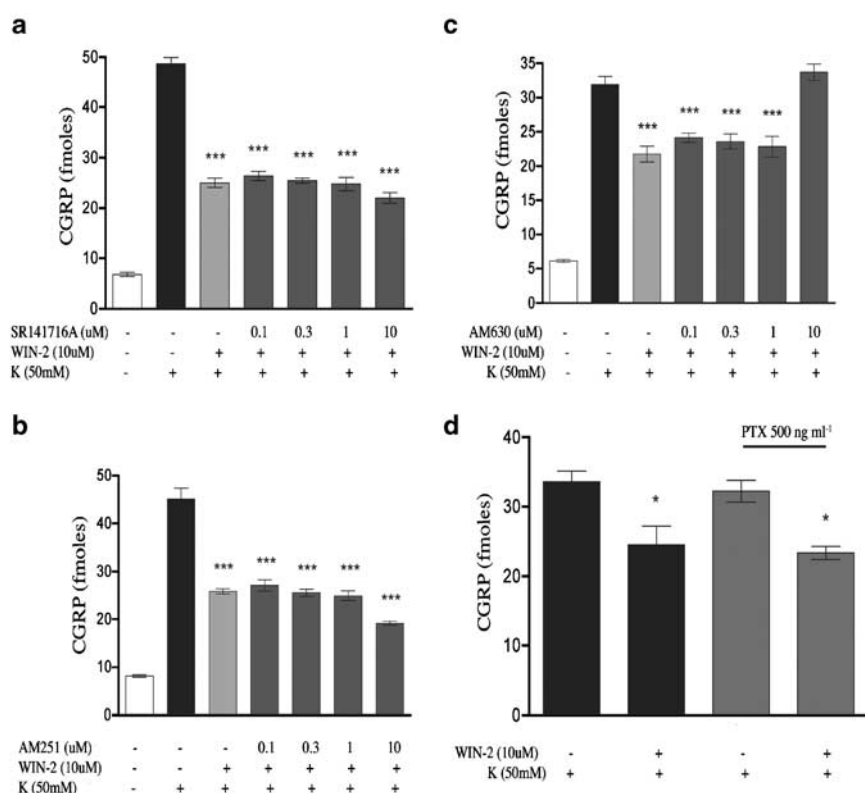 a
50
40
30
20
10
0
CGRP (fmoles)
*** *** *** *** ***
SR141716A (uM) - - - 0.1 0.3 1 10
WIN-2 (10uM) - - + + + + +
K (50mM) - + + + + + +
b
50
40
30
20
10
0
CGRP (fmoles)
*** *** *** *** ***
AM251 (uM) - - - 0.1 0.3 1 10
WIN-2 (10uM) - - + + + + +
K (50mM) - + + + + + +
c
35
30
25
20
15
10
5
0
CGRP (fmoles)
*** *** *** ***
AM630 (uM) - - - 0.1 0.3 1 10
WIN-2 (10uM) - - + + + + +
K (50mM) - + + + + + +
d
PTX 500 ng ml⁻¹
40
30
20
10
0
CGRP (fmoles)
* *
WIN-2 (10uM) - + - +
K (50mM) + + + +